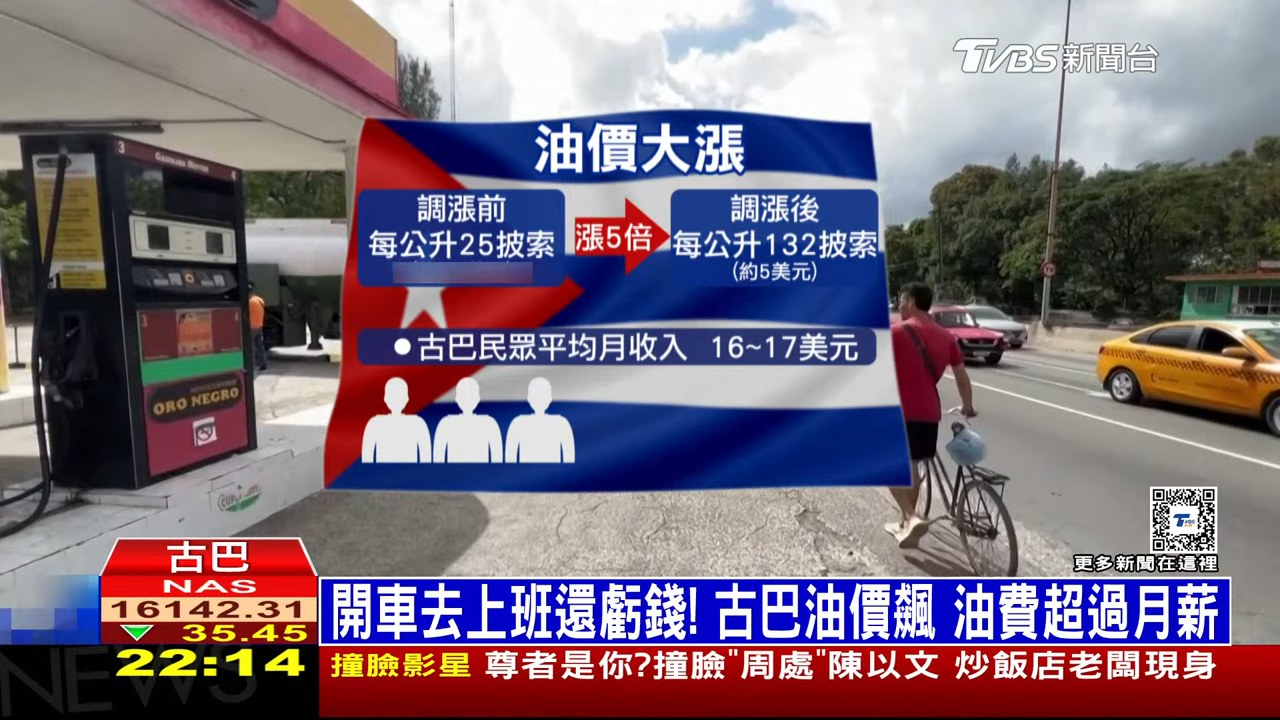 TVBS新聞台
油價大漲
調漲前
每公升25披索
漲5倍
調漲後
每公升132披索
(約5美元)
●古巴民眾平均月收入 16~17美元
3
4
ORO NEGRO
TVBS
更多新聞在這裡
古巴
NAS
16142.31
35.45
22:14
NEWS
開車去上班還虧錢! 古巴油價飆 油費超過月薪
撞臉影星 尊者是你?撞臉"周處"陳以文 炒飯店老闆現身